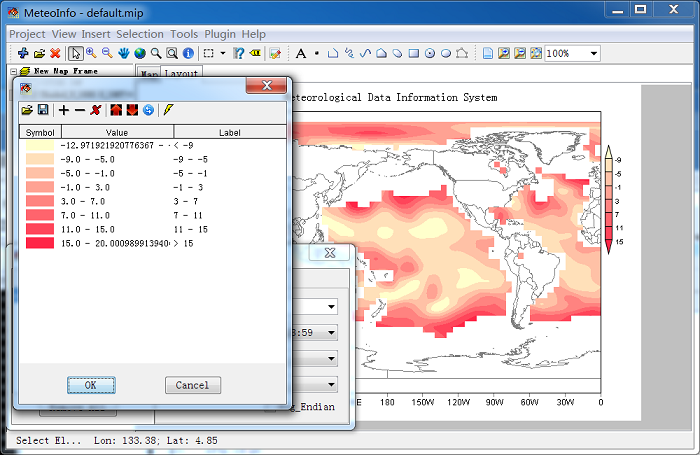 MeteoInfo - default.mip
Project View Insert Selection Tools Plugin Help
A
100%
New Map Frame
Layout
teorological Data Information System
Symbol Value Label
-12.971921920776367 - -< -9
-9.0 - -5.0 -9 - -5
-5.0 - -1.0 -5 - -1
-1.0 - 3.0 -1 - 3
3.0 - 7.0 3 - 7
7.0 - 11.0 7 - 11
11.0 - 15.0 11 - 15
15.0 - 20.000989913940 > 15
-9
-5
-1
3
7
11
15
:59
OK Cancel
_Endian
180 150W 120W 90W 60W 30W 0
Select El... Lon: 133.38; Lat: 4.85